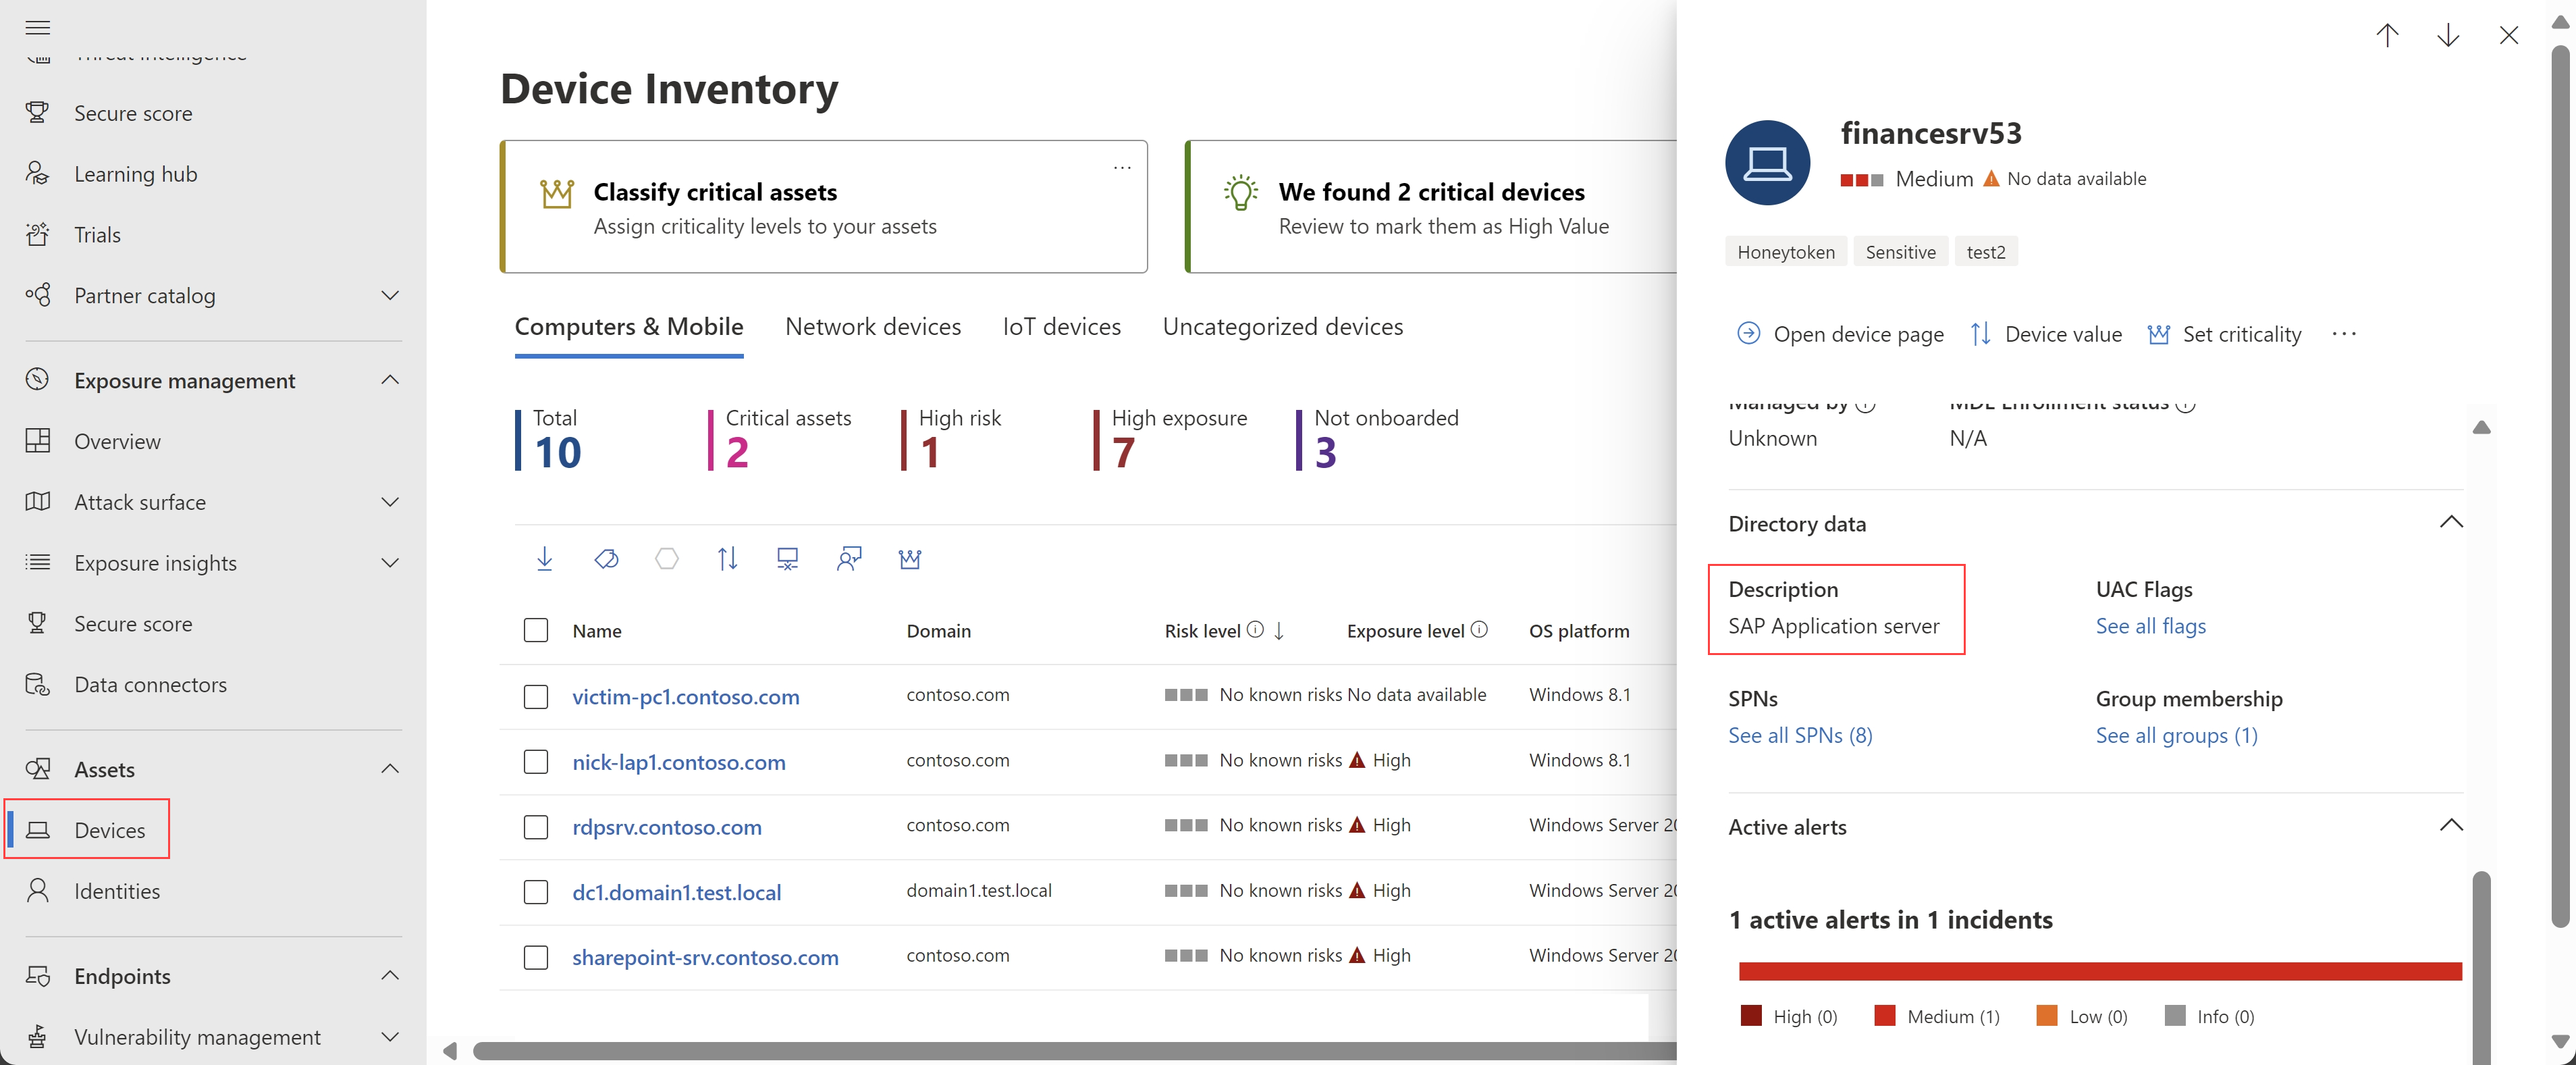 Threat intelligence
Secure score
Learning hub
Trials
Partner catalog
Exposure management
Overview
Attack surface
Exposure insights
Secure score
Data connectors
Assets
Devices
Identities
Endpoints
Vulnerability management
Device Inventory
Classify critical assets
Assign criticality levels to your assets
We found 2 critical devices
Review to mark them as High Value
Computers & Mobile Network devices IoT devices Uncategorized devices
Total Critical assets High risk High exposure Not onboarded
10 2 1 7 3
Name Domain Risk level Exposure level OS platform
victim-pc1.contoso.com contoso.com No known risks No data available Windows 8.1
nick-lap1.contoso.com contoso.com No known risks High Windows 8.1
rdpsrv.contoso.com contoso.com No known risks High Windows Server
dc1.domain1.test.local domain1.test.local No known risks High Windows Server
sharepoint-srv.contoso.com contoso.com No known risks High Windows Server
financesrv53
Medium No data available
Honeytoken Sensitive test2
Open device page Device value Set criticality
Managed by Enrollment status
Unknown N/A
Directory data
Description UAC Flags
SAP Application server See all flags
SPNs Group membership
See all SPNs (8) See all groups (1)
Active alerts
1 active alerts in 1 incidents
High (0) Medium (1) Low (0) Info (0)